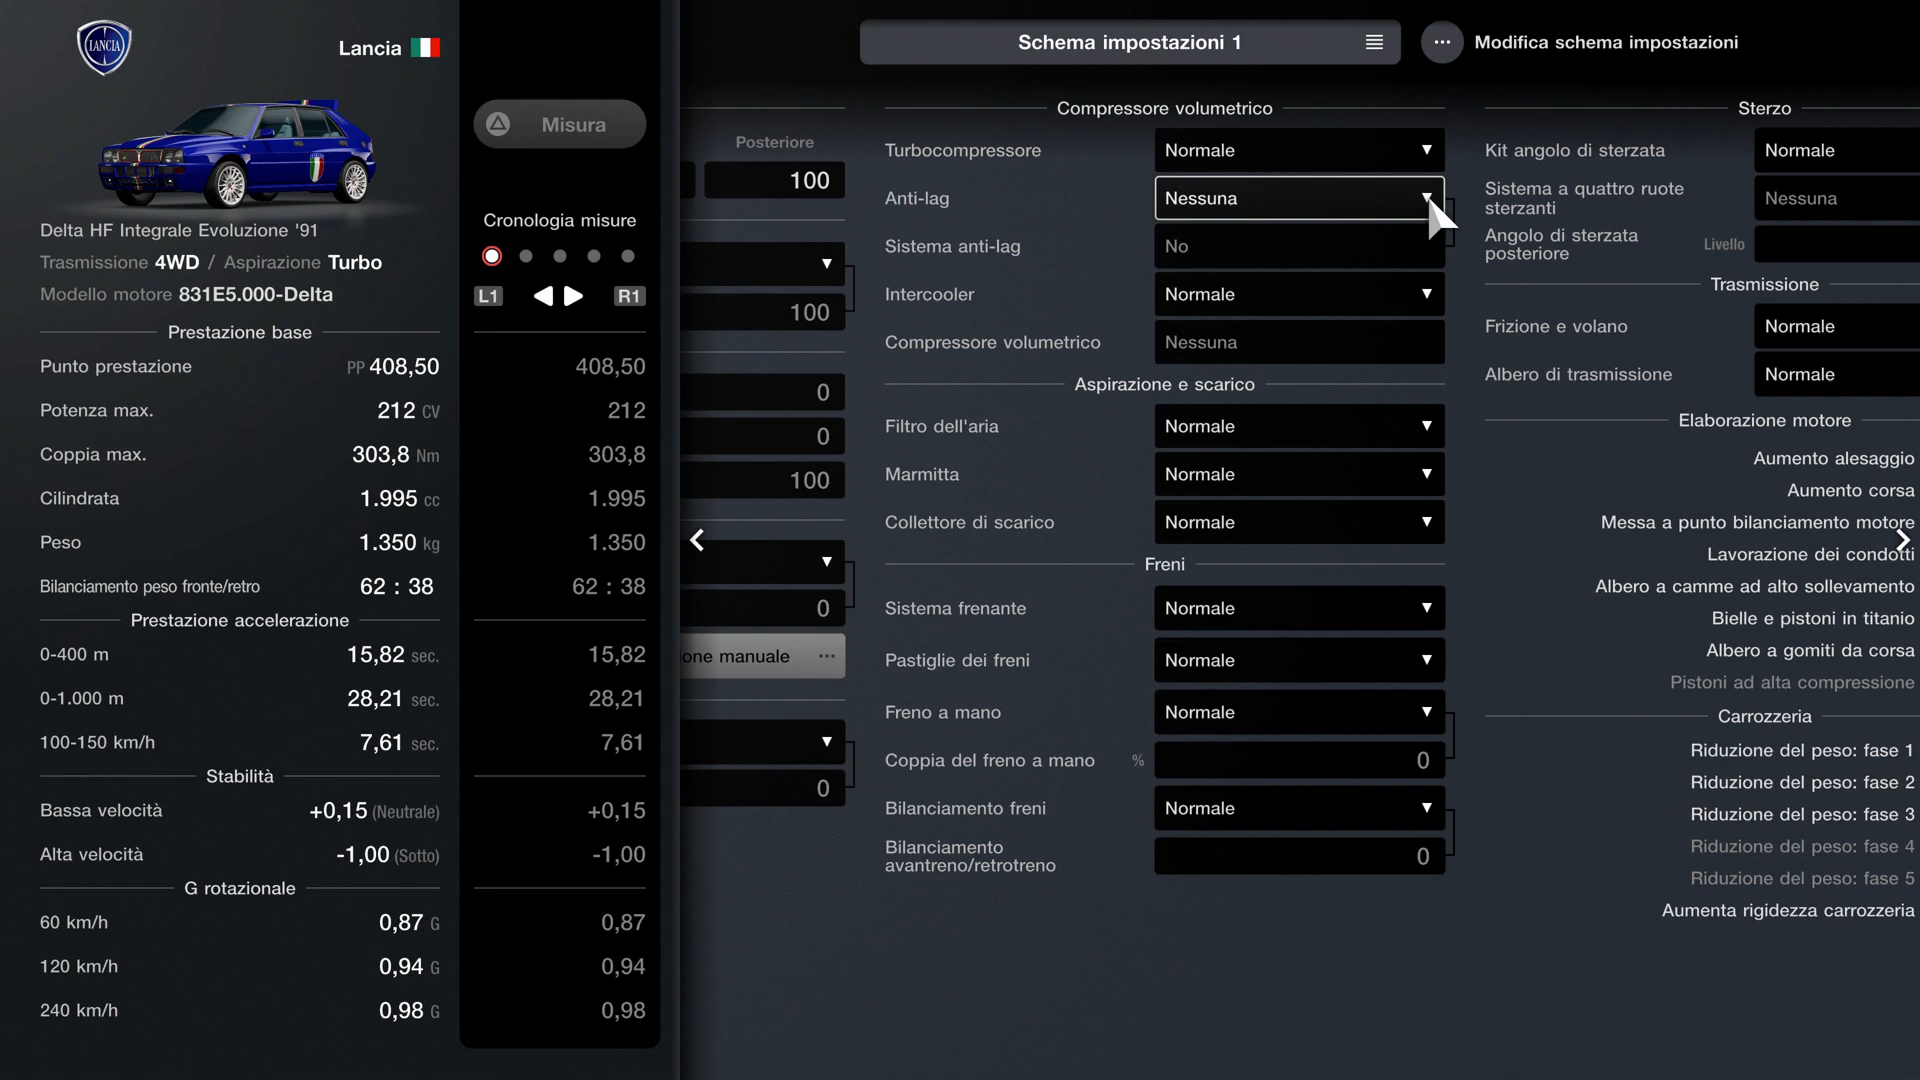 LANCIA
Lancia
Delta HF Integrale Evoluzione '91
Trasmissione 4WD / Aspirazione Turbo
Modello motore 831E5.000-Delta
Prestazione base
Punto prestazione PP 408,50
Potenza max. 212 CV
Coppia max. 303,8 Nm
Cilindrata 1.995 cc
Peso 1.350 kg
Bilanciamento peso fronte/retro 62 : 38
Prestazione accelerazione
0-400 m 15,82 sec.
0-1.000 m 28,21 sec.
100-150 km/h 7,61 sec.
Stabilità
Bassa velocità +0,15 (Neutrale)
Alta velocità -1,00 (Sotto)
G rotazionale
60 km/h 0,87 G
120 km/h 0,94 G
240 km/h 0,98 G
Misura
Cronologia misure
L1 R1
408,50
212
303,8
1.995
1.350
62 : 38
15,82
28,21
7,61
+0,15
-1,00
0,87
0,94
0,98
Schema impostazioni 1
Modifica schema impostazioni
Posteriore
100
100
0
0
100
0
one manuale
0
Compressore volumetrico
Turbocompressore Normale
Anti-lag Nessuna
Sistema anti-lag No
Intercooler Normale
Compressore volumetrico Nessuna
Aspirazione e scarico
Filtro dell'aria Normale
Marmitta Normale
Collettore di scarico Normale
Freni
Sistema frenante Normale
Pastiglie dei freni Normale
Freno a mano Normale
Coppia del freno a mano % 0
Bilanciamento freni Normale
Bilanciamento
avantreno/retrotreno 0
Sterzo
Kit angolo di sterzata Normale
Sistema a quattro ruote
sterzanti Nessuna
Angolo di sterzata
posteriore Livello
Trasmissione
Frizione e volano Normale
Albero di trasmissione Normale
Elaborazione motore
Aumento alesaggio
Aumento corsa
Messa a punto bilanciamento motore
Lavorazione dei condotti
Albero a camme ad alto sollevamento
Bielle e pistoni in titanio
Albero a gomiti da corsa
Pistoni ad alta compressione
Carrozzeria
Riduzione del peso: fase 1
Riduzione del peso: fase 2
Riduzione del peso: fase 3
Riduzione del peso: fase 4
Riduzione del peso: fase 5
Aumenta rigidezza carrozzeria